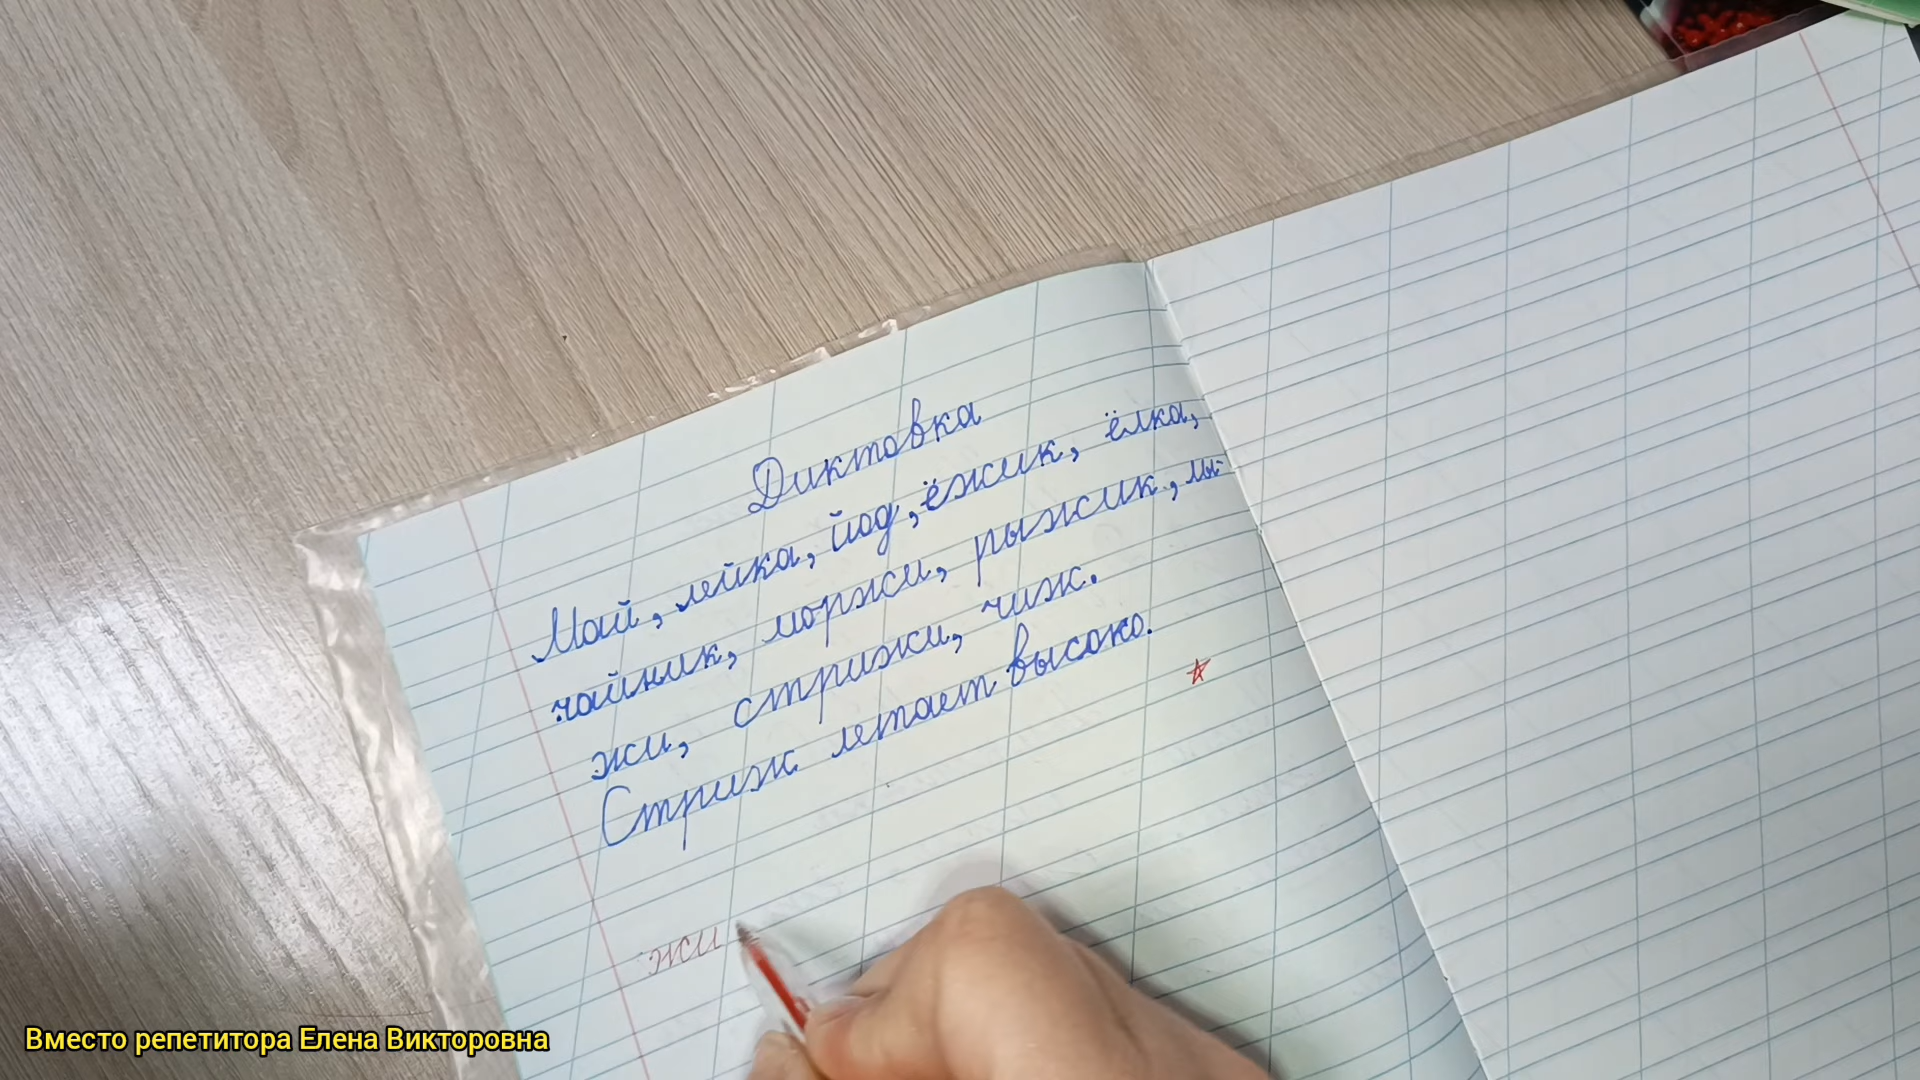 Диктовка
Май, лейка, йод, ёжик, ёлка,
чайник, моржи, рыжик, мы-
жи, стрижи, чиж.
Стриж летает высоко.
жи
Вместо репетитора Елена Викторовна